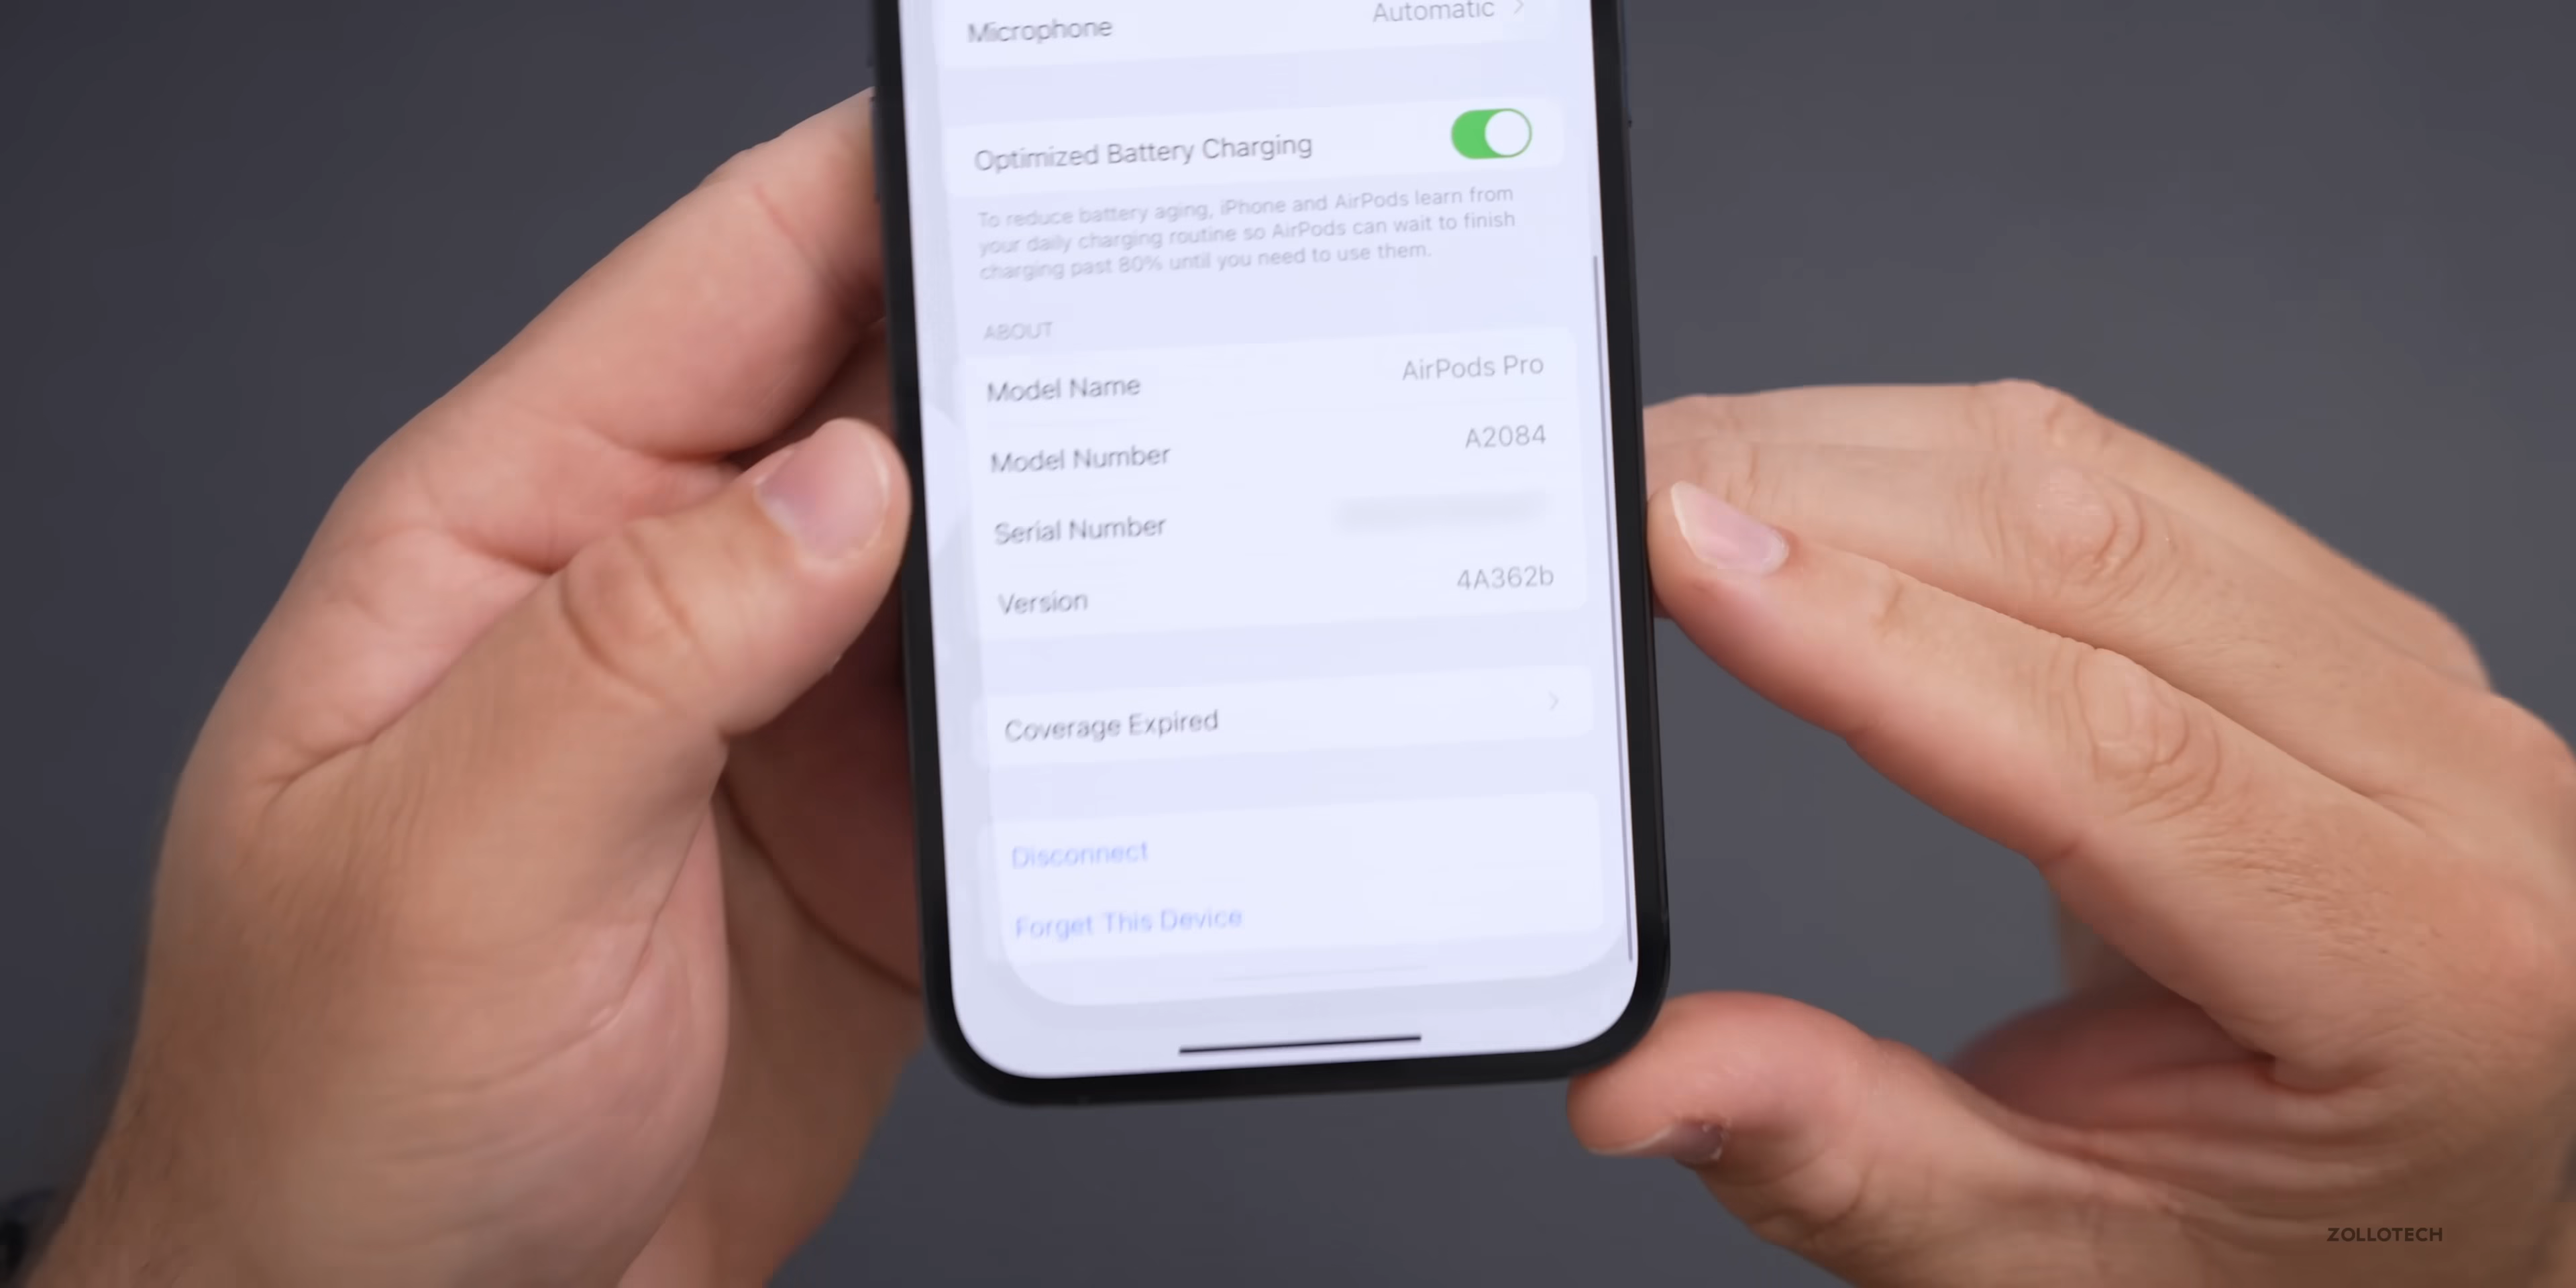 Microphone Automatic
Optimized Battery Charging
To reduce battery aging, iPhone and AirPods learn from
your daily charging routine so AirPods can wait to finish
charging past 80% until you need to use them.
ABOUT
Model Name AirPods Pro
Model Number A2084
Serial Number
Version 4A362b
Coverage Expired
Disconnect
Forget This Device
ZOLLOTECH